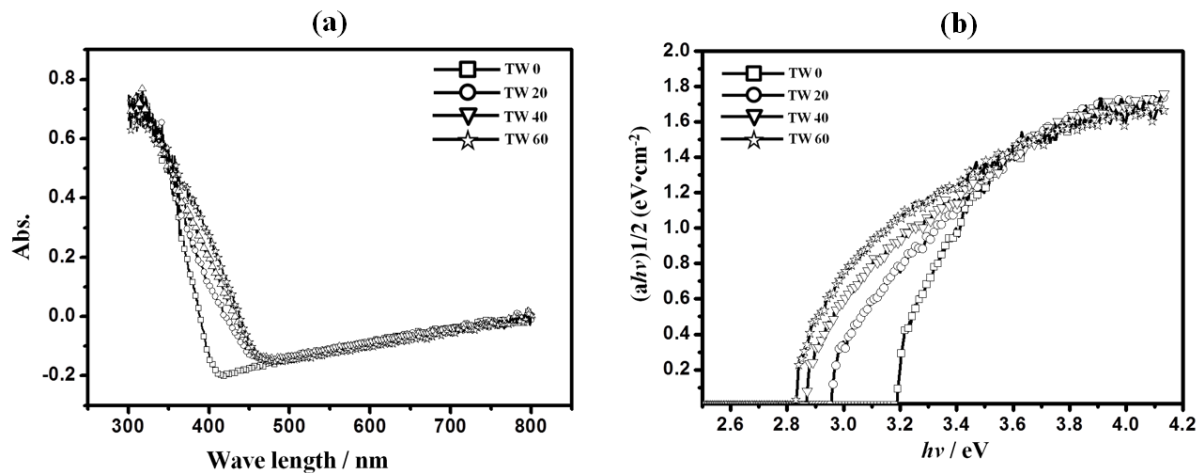 (a)
Abs.
0.8
0.6
0.4
0.2
0.0
-0.2
TW 0
TW 20
TW 40
TW 60
300 400 500 600 700 800
Wave length / nm
(b)
(ahν)1/2 (eV•cm-2)
2.0
1.8
1.6
1.4
1.2
1.0
0.8
0.6
0.4
0.2
TW 0
TW 20
TW 40
TW 60
2.6 2.8 3.0 3.2 3.4 3.6 3.8 4.0 4.2
hν / eV